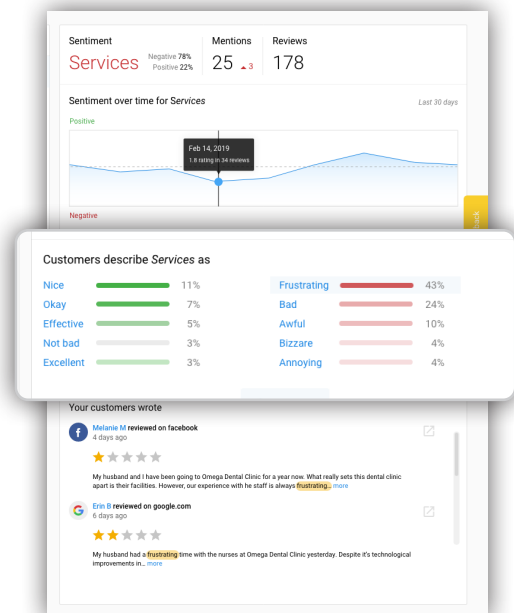 Sentiment
Services
Negative 78%
Positive 22%
Mentions
25 ▲ 3
Reviews
178
Sentiment over time for Services
Last 30 days
Positive
Feb 14, 2019
1.8 rating in 34 reviews
Negative
Customers describe Services as
Nice 11%
Okay 7%
Effective 5%
Not bad 3%
Excellent 3%
Frustrating 43%
Bad 24%
Awful 10%
Bizzare 4%
Annoying 4%
Your customers wrote
Melanie M reviewed on facebook
4 days ago
My husband and I have been going to Omega Dental Clinic for a year now. What really sets this dental clinic
apart is their facilities. However, our experience with he staff is always frustrating... more
Erin B reviewed on google.com
6 days ago
My husband had a frustrating time with the nurses at Omega Dental Clinic yesterday. Despite it's technological
improvements in... more